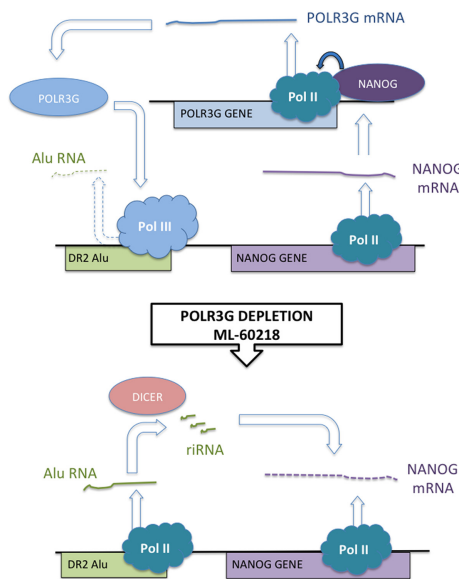 POLR3G mRNA
POLR3G
Pol II
NANOG
POLR3G GENE
Alu RNA
NANOG
mRNA
Pol III
Pol II
DR2 Alu
NANOG GENE
POLR3G DEPLETION
ML-60218
DICER
riRNA
Alu RNA
NANOG
mRNA
Pol II
Pol II
DR2 Alu
NANOG GENE